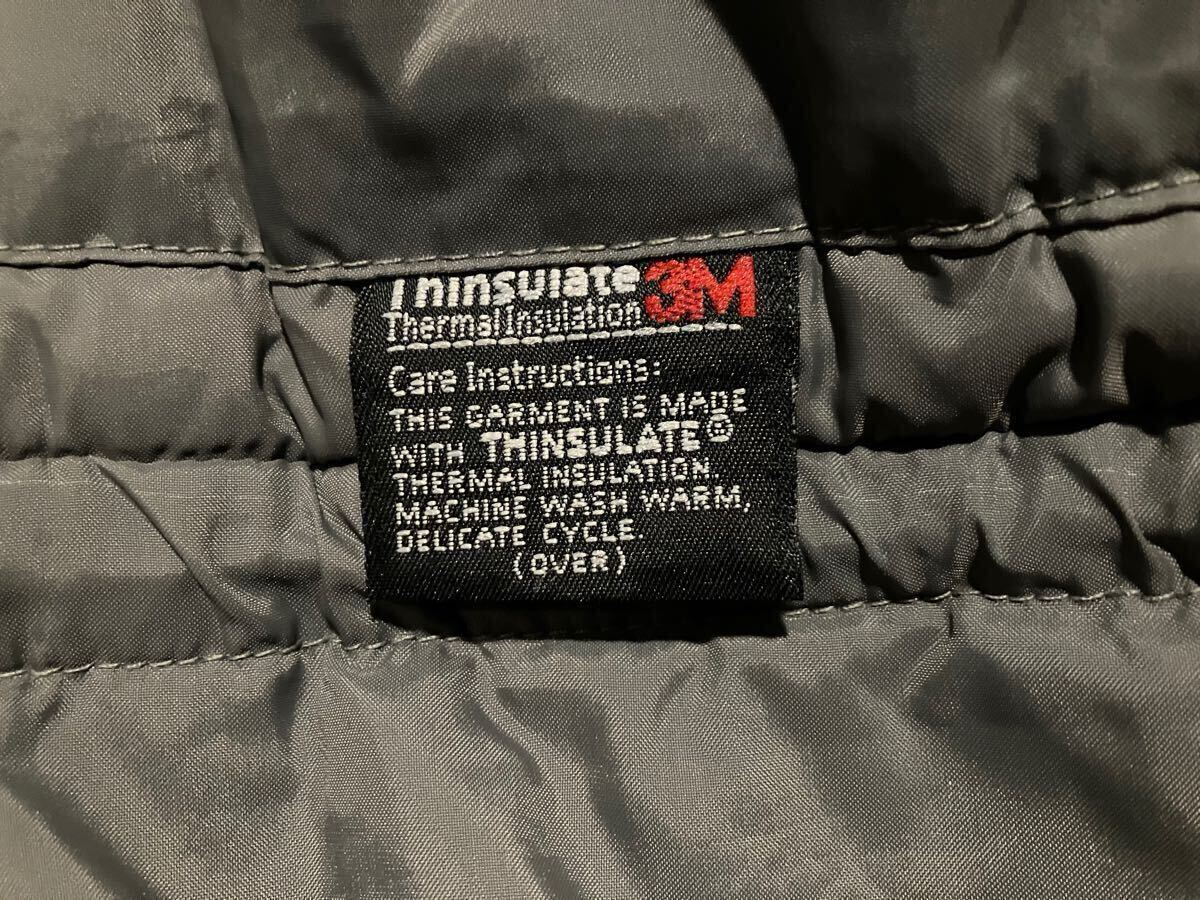 Thinsulate 3M
Thermal Insulation
Care Instructions:
THIS GARMENT IS MADE
WITH THINSULATE®
THERMAL INSULATION
MACHINE WASH WARM,
DELICATE CYCLE.
(OVER)